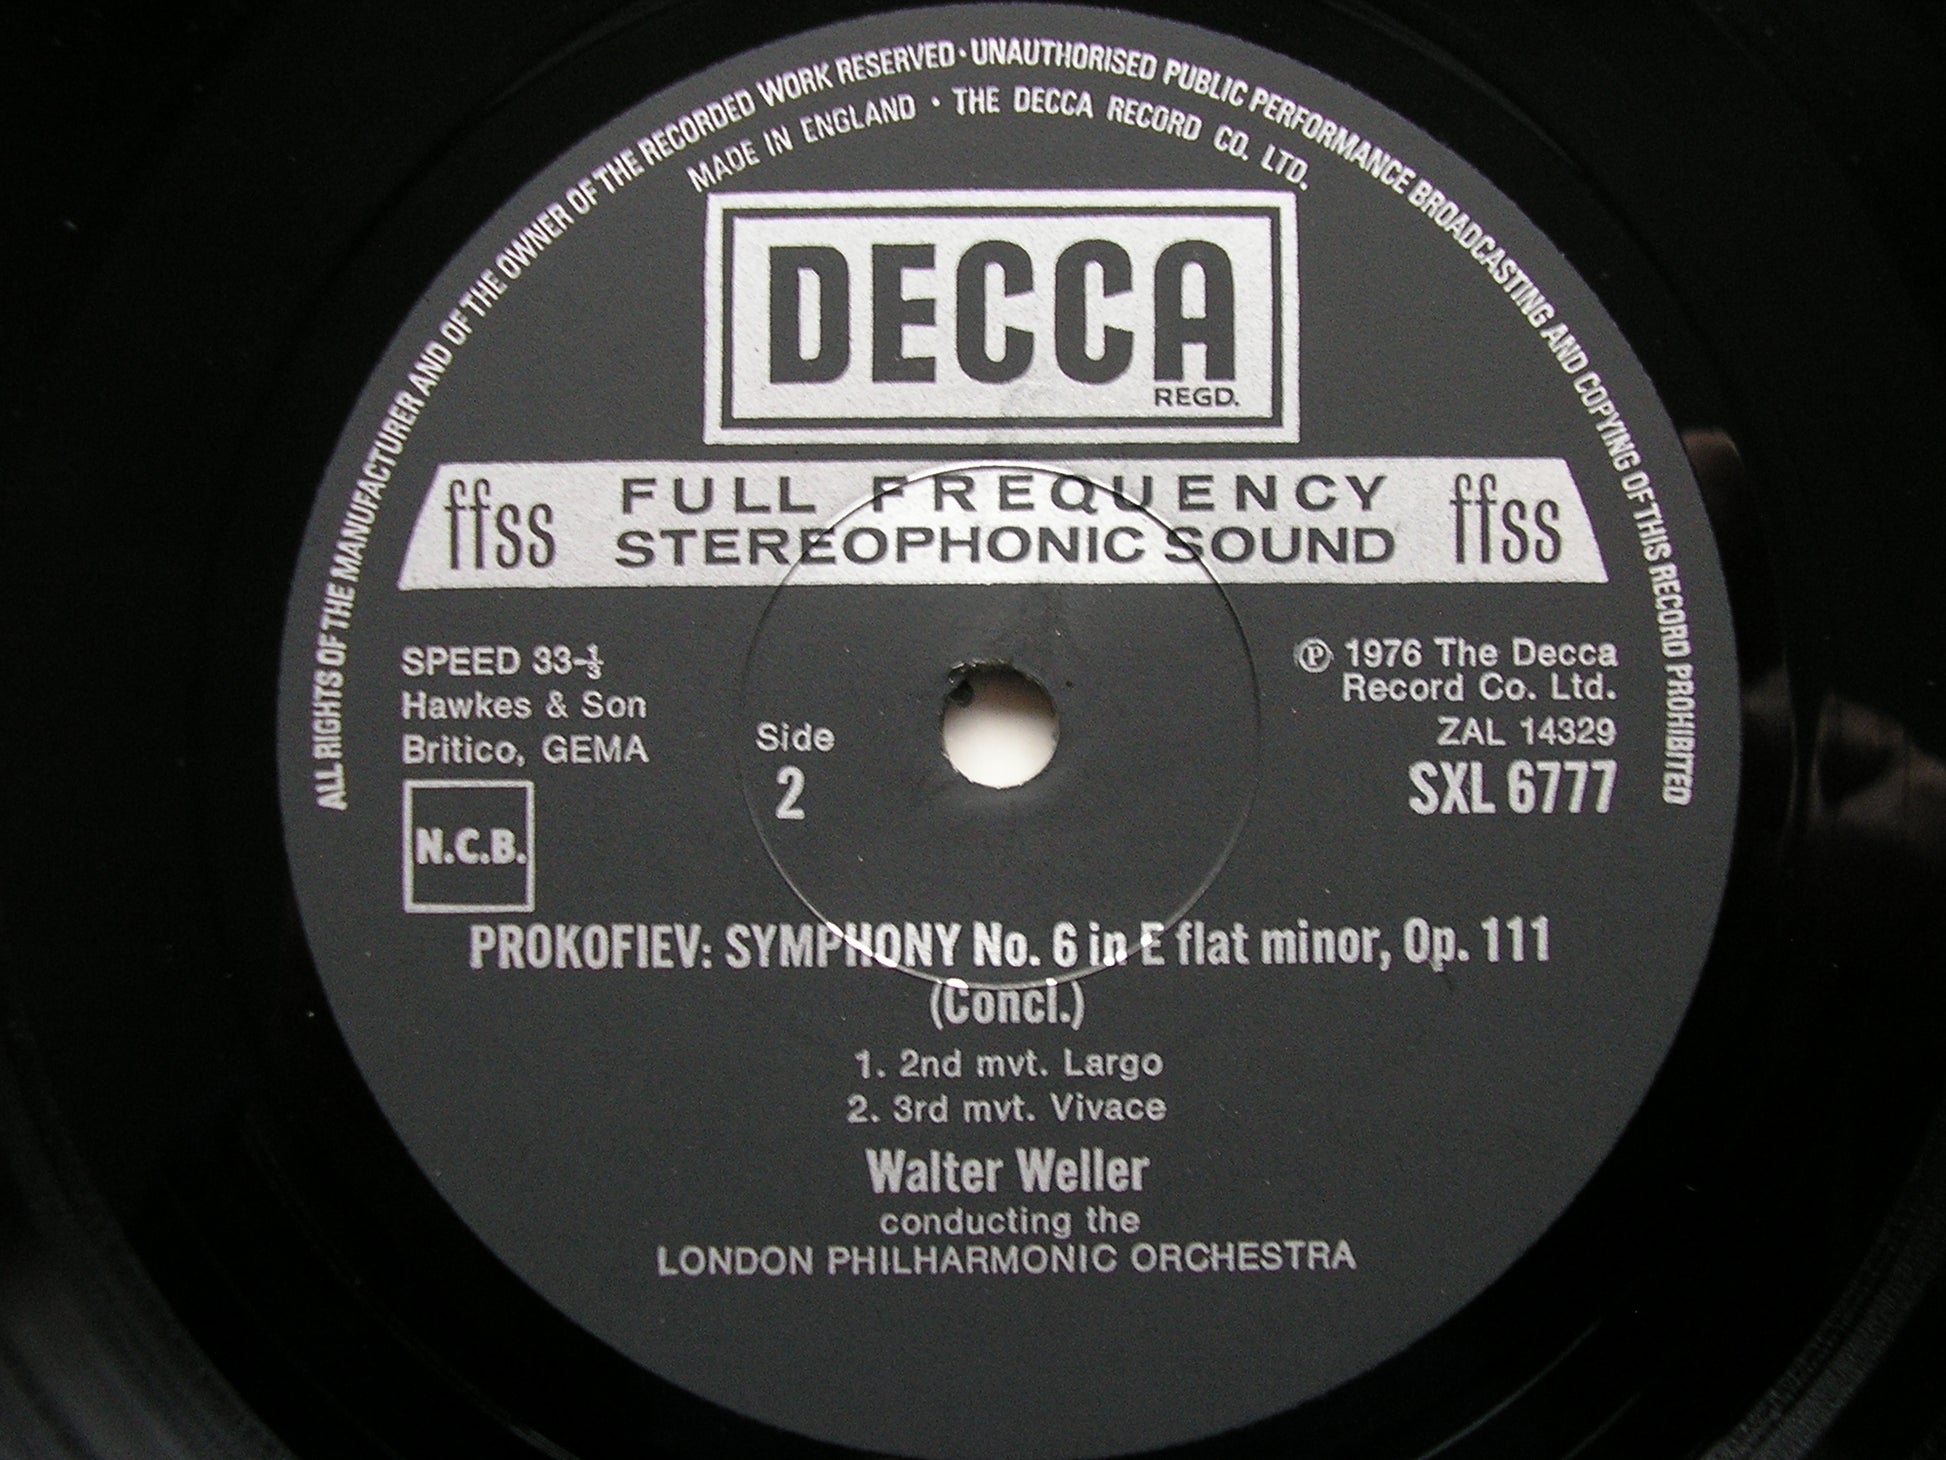 ALL RIGHTS OF THE MANUFACTURER AND OF THE OWNER OF THE RECORDED WORK RESERVED · UNAUTHORISED PUBLIC PERFORMANCE BROADCASTING AND COPYING OF THIS RECORD PROHIBITED
MADE IN ENGLAND · THE DECCA RECORD CO. LTD.
DECCA
REGD.
ffss FULL FREQUENCY STEREOPHONIC SOUND ffss
SPEED 33-⅓
Hawkes & Son
Britico, GEMA
N.C.B.
Side
2
℗ 1976 The Decca
Record Co. Ltd.
ZAL 14329
SXL 6777
PROKOFIEV: SYMPHONY No. 6 in E flat minor, Op. 111
(Concl.)
1. 2nd mvt. Largo
2. 3rd mvt. Vivace
Walter Weller
conducting the
LONDON PHILHARMONIC ORCHESTRA